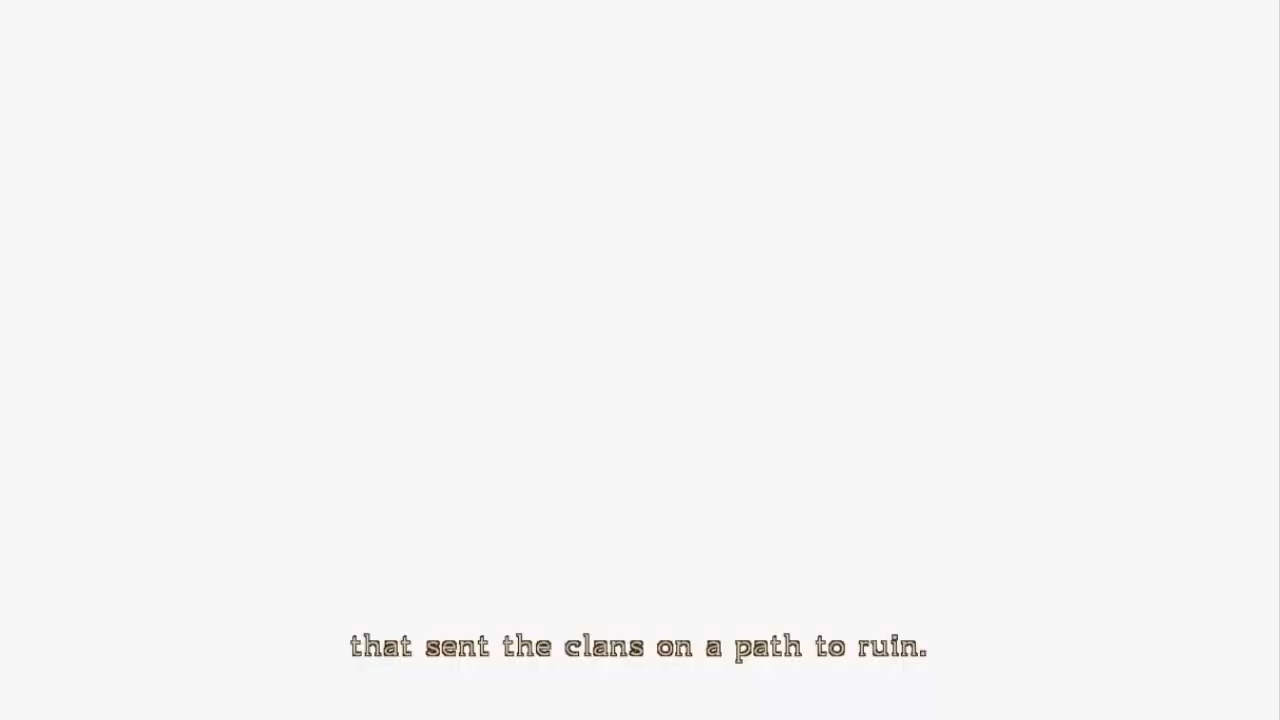 that sent the clans on a path to ruin.